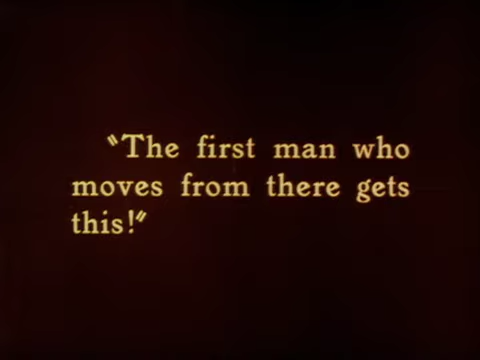 "The first man who
moves from there gets
this!"